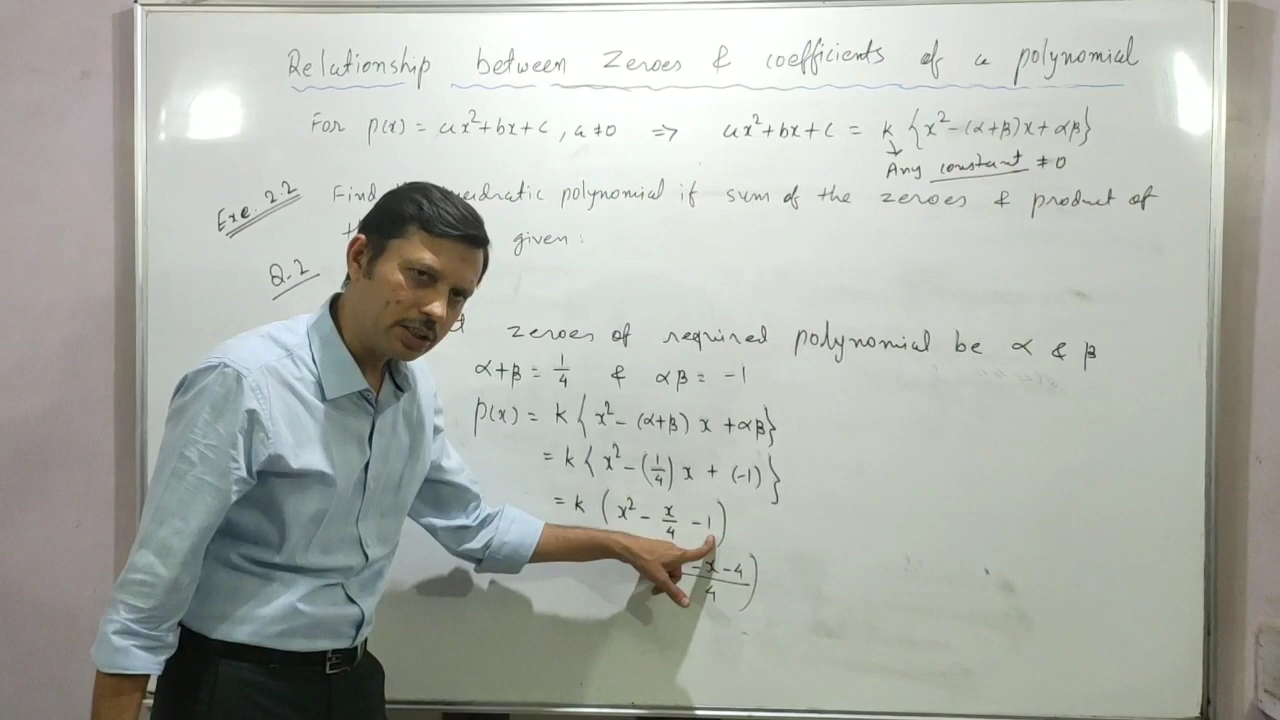 Relationship between Zeroes & coefficients of a polynomial
For p(x) = ax²+bx+c , a≠0 ⇒ ax²+bx+c = k {x²-(α+β)x+αβ}
Any constant ≠0
Exe. 2.2
Find quadratic polynomial if sum of the zeroes & product of
given :
Q.2
zeroes of required polynomial be α & β
α+β = 1/4 & αβ = -1
p(x) = k { x² - (α+β) x + αβ}
= k { x² - (1/4) x + (-1) }
= k ( x² - x/4 - 1 )
-x-4
4 )